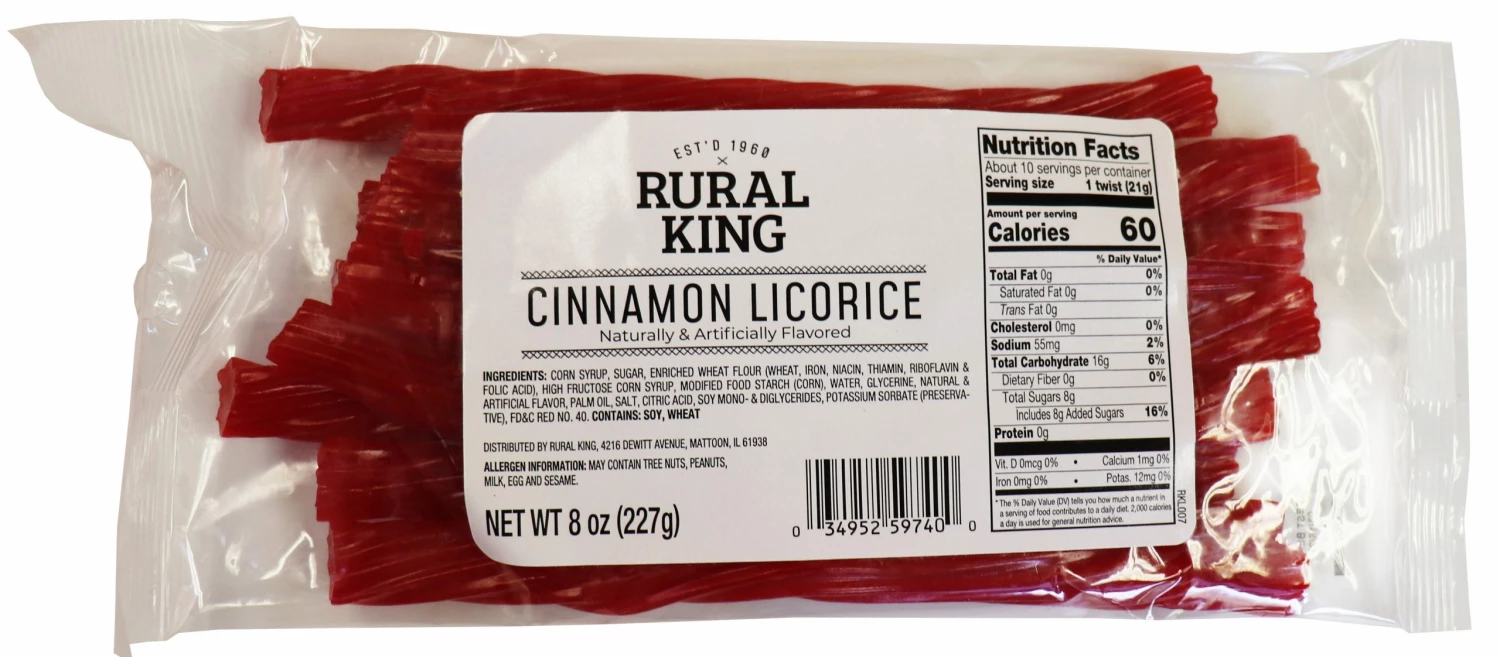 EST'D 1960
RURAL
KING
CINNAMON LICORICE
Naturally & Artificially Flavored
INGREDIENTS: CORN SYRUP, SUGAR, ENRICHED WHEAT FLOUR (WHEAT, IRON, NIACIN, THIAMIN, RIBOFLAVIN &
FOLIC ACID), HIGH FRUCTOSE CORN SYRUP, MODIFIED FOOD STARCH (CORN), WATER, GLYCERINE, NATURAL &
ARTIFICIAL FLAVOR, PALM OIL, SALT, CITRIC ACID, SOY MONO- & DIGLYCERIDES, POTASSIUM SORBATE (PRESERVA-
TIVE), FD&C RED NO. 40. CONTAINS: SOY, WHEAT
DISTRIBUTED BY RURAL KING, 4216 DEWITT AVENUE, MATTOON, IL 61938
ALLERGEN INFORMATION: MAY CONTAIN TREE NUTS, PEANUTS,
MILK, EGG AND SESAME.
NET WT 8 oz (227g)
0 34952 59740 0
Nutrition Facts
About 10 servings per container
Serving size 1 twist (21g)
Amount per serving
Calories 60
% Daily Value*
Total Fat 0g 0%
Saturated Fat 0g 0%
Trans Fat 0g
Cholesterol 0mg 0%
Sodium 55mg 2%
Total Carbohydrate 16g 6%
Dietary Fiber 0g 0%
Total Sugars 8g
Includes 8g Added Sugars 16%
Protein 0g
Vit. D 0mcg 0% • Calcium 1mg 0%
Iron 0mg 0% • Potas. 12mg 0%
* The % Daily Value (DV) tells you how much a nutrient in
a serving of food contributes to a daily diet. 2,000 calories
a day is used for general nutrition advice.
RKL007